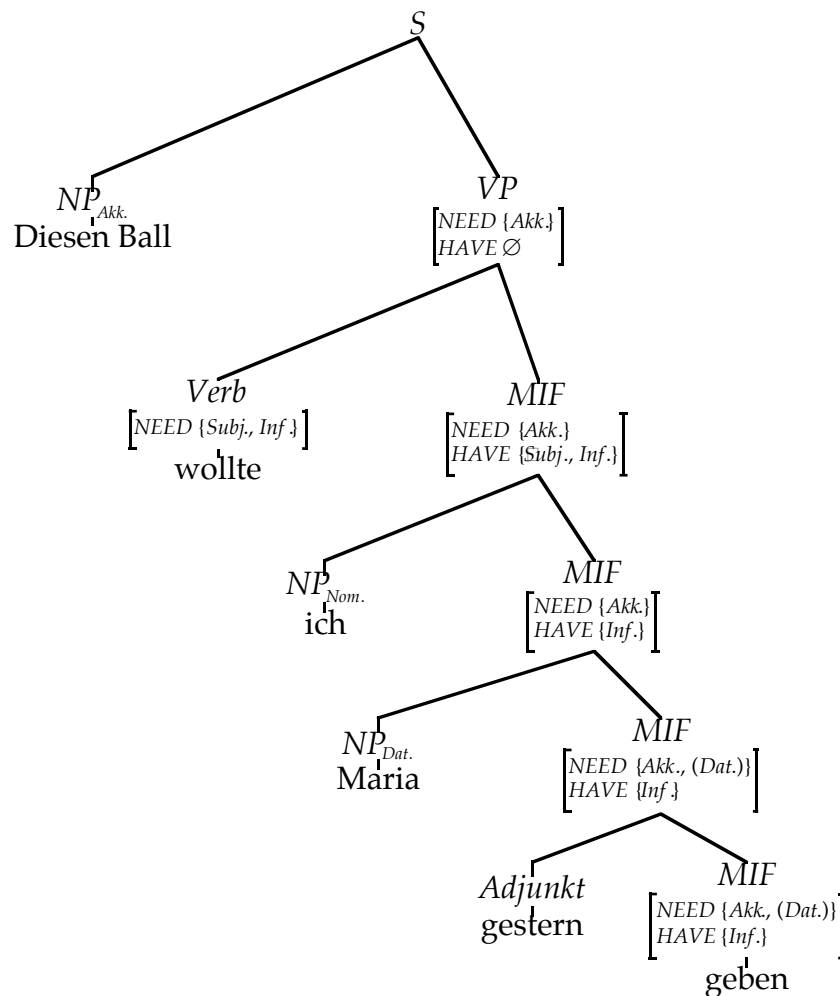 S
NP Akk.
Diesen Ball
VP
NEED {Akk.}
HAVE ∅
Verb
NEED {Subj., Inf.}
wollte
MIF
NEED {Akk.}
HAVE {Subj., Inf.}
NP Nom.
ich
MIF
NEED {Akk.}
HAVE {Inf.}
NP Dat.
Maria
MIF
NEED {Akk., (Dat.)}
HAVE {Inf.}
Adjunkt
gestern
MIF
NEED {Akk., (Dat.)}
HAVE {Inf.}
geben